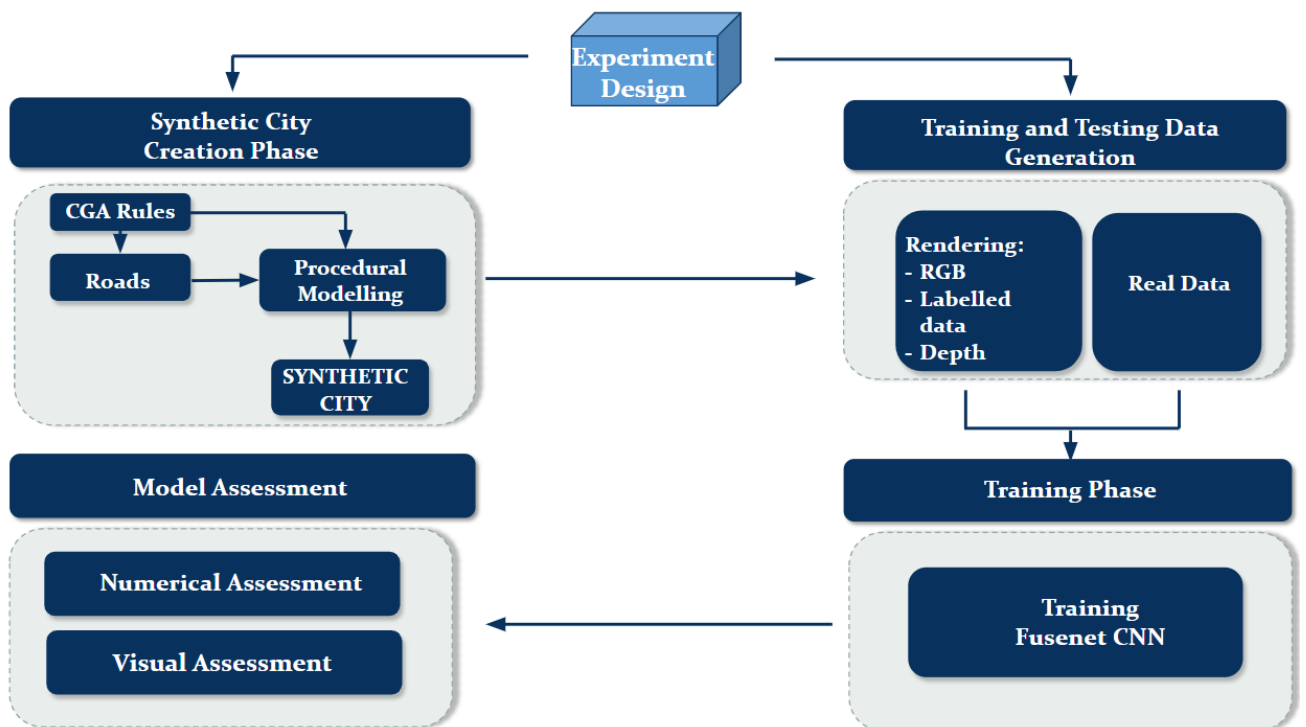 Experiment
Design
Synthetic City
Creation Phase
CGA Rules
Roads
Procedural
Modelling
SYNTHETIC
CITY
Training and Testing Data
Generation
Rendering:
- RGB
- Labelled
data
- Depth
Real Data
Model Assessment
Numerical Assessment
Visual Assessment
Training Phase
Training
Fusenet CNN